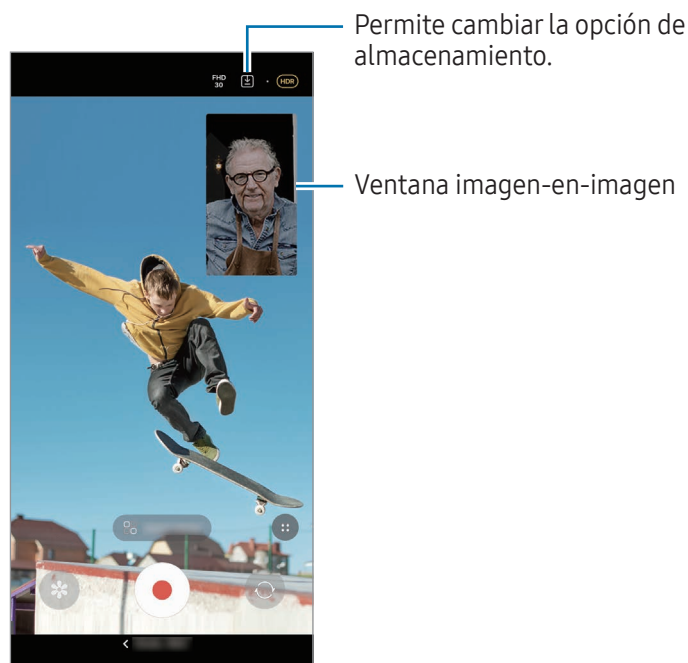 Permite cambiar la opción de
almacenamiento.
FHD
30
HDR
Ventana imagen-en-imagen